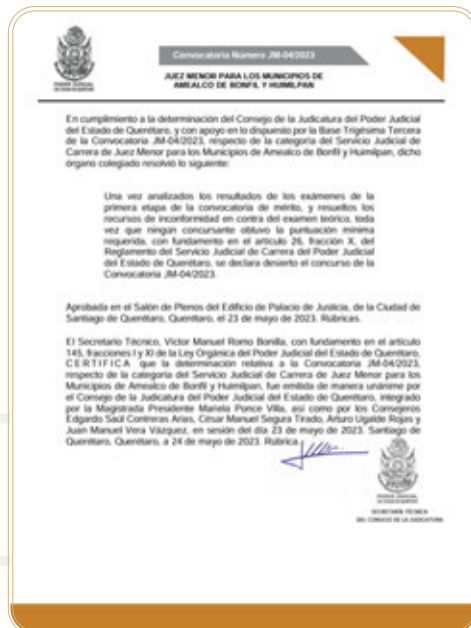 PODER JUDICIAL
Convocatoria Número JM-04/2023
JUEZ MENOR PARA LOS MUNICIPIOS DE
AMEALCO DE BONFIL Y HUIMILPAN
En cumplimiento a la determinación del Consejo de la Judicatura del Poder Judicial
del Estado de Querétaro, y con apoyo en lo dispuesto por la Base Trigésima Tercera
de la Convocatoria JM-04/2023, respecto de la categoría del Servicio Judicial de
Carrera de Juez Menor para los Municipios de Amealco de Bonfil y Huimilpan, dicho
órgano colegiado resolvió lo siguiente:
Una vez analizados los resultados de los exámenes de la
primera etapa de la convocatoria de mérito, y resueltos los
recursos de inconformidad en contra del examen teórico, toda
vez que ningún concursante obtuvo la puntuación mínima
requerida, con fundamento en el artículo 26, fracción X, del
Reglamento del Servicio Judicial de Carrera del Poder Judicial
del Estado de Querétaro, se declara desierto el concurso de la
Convocatoria JM-04/2023.
Aprobada en el Salón de Plenos del Edificio de Palacio de Justicia, de la Ciudad de
Santiago de Querétaro, Querétaro, el 23 de mayo de 2023. Rúbricas.
El Secretario Técnico, Víctor Manuel Romo Bonilla, con fundamento en el artículo
145, fracciones I y XI de la Ley Orgánica del Poder Judicial del Estado de Querétaro,
C E R T I F I C A que la determinación relativa a la Convocatoria JM-04/2023,
respecto de la categoría del Servicio Judicial de Carrera de Juez Menor para los
Municipios de Amealco de Bonfil y Huimilpan, fue emitida de manera unánime por
el Consejo de la Judicatura del Poder Judicial del Estado de Querétaro, integrado
por la Magistrada Presidente Mariela Ponce Villa, así como por los Consejeros
Edgardo Saúl Contreras Arias, César Manuel Segura Tirado, Arturo Ugalde Rojas y
Juan Manuel Vera Vázquez, en sesión del día 23 de mayo de 2023. Santiago de
Querétaro, Querétaro, a 24 de mayo de 2023. Rúbrica.
PODER JUDICIAL
SECRETARÍA TÉCNICA
DEL CONSEJO DE LA JUDICATURA